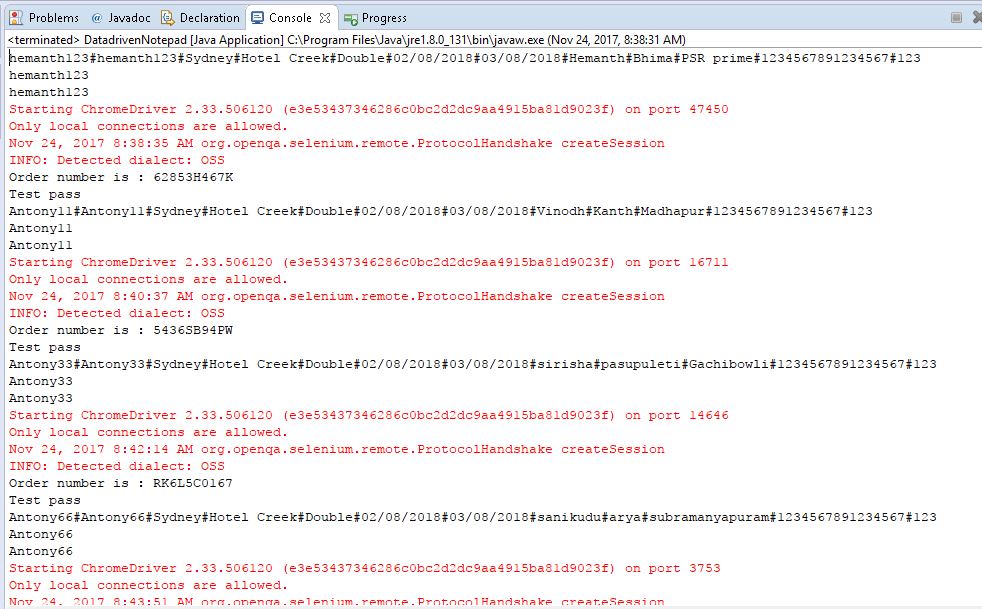 Problems @ Javadoc Declaration Console Progress
<terminated> DatadrivenNotepad [Java Application] C:\Program Files\Java\jre1.8.0_131\bin\javaw.exe (Nov 24, 2017, 8:38:31 AM)
hemanth123#hemanth123#Sydney#Hotel Creek#Double#02/08/2018#03/08/2018#Hemanth#Bhima#PSR prime#1234567891234567#123
hemanth123
hemanth123
Starting ChromeDriver 2.33.506120 (e3e53437346286c0bc2d2dc9aa4915ba81d9023f) on port 47450
Only local connections are allowed.
Nov 24, 2017 8:38:35 AM org.openqa.selenium.remote.ProtocolHandshake createSession
INFO: Detected dialect: OSS
Order number is : 62853H467K
Test pass
Antony11#Antony11#Sydney#Hotel Creek#Double#02/08/2018#03/08/2018#Vinodh#Kanth#Madhapur#1234567891234567#123
Antony11
Antony11
Starting ChromeDriver 2.33.506120 (e3e53437346286c0bc2d2dc9aa4915ba81d9023f) on port 16711
Only local connections are allowed.
Nov 24, 2017 8:40:37 AM org.openqa.selenium.remote.ProtocolHandshake createSession
INFO: Detected dialect: OSS
Order number is : 5436SB94PW
Test pass
Antony33#Antony33#Sydney#Hotel Creek#Double#02/08/2018#03/08/2018#sirisha#pasupuleti#Gachibowli#1234567891234567#123
Antony33
Antony33
Starting ChromeDriver 2.33.506120 (e3e53437346286c0bc2d2dc9aa4915ba81d9023f) on port 14646
Only local connections are allowed.
Nov 24, 2017 8:42:14 AM org.openqa.selenium.remote.ProtocolHandshake createSession
INFO: Detected dialect: OSS
Order number is : RK6L5C0167
Test pass
Antony66#Antony66#Sydney#Hotel Creek#Double#02/08/2018#03/08/2018#sanikudu#arya#subramanyapuram#1234567891234567#123
Antony66
Antony66
Starting ChromeDriver 2.33.506120 (e3e53437346286c0bc2d2dc9aa4915ba81d9023f) on port 3753
Only local connections are allowed.
Nov 24, 2017 8:43:51 AM org.openqa.selenium.remote.ProtocolHandshake createSession